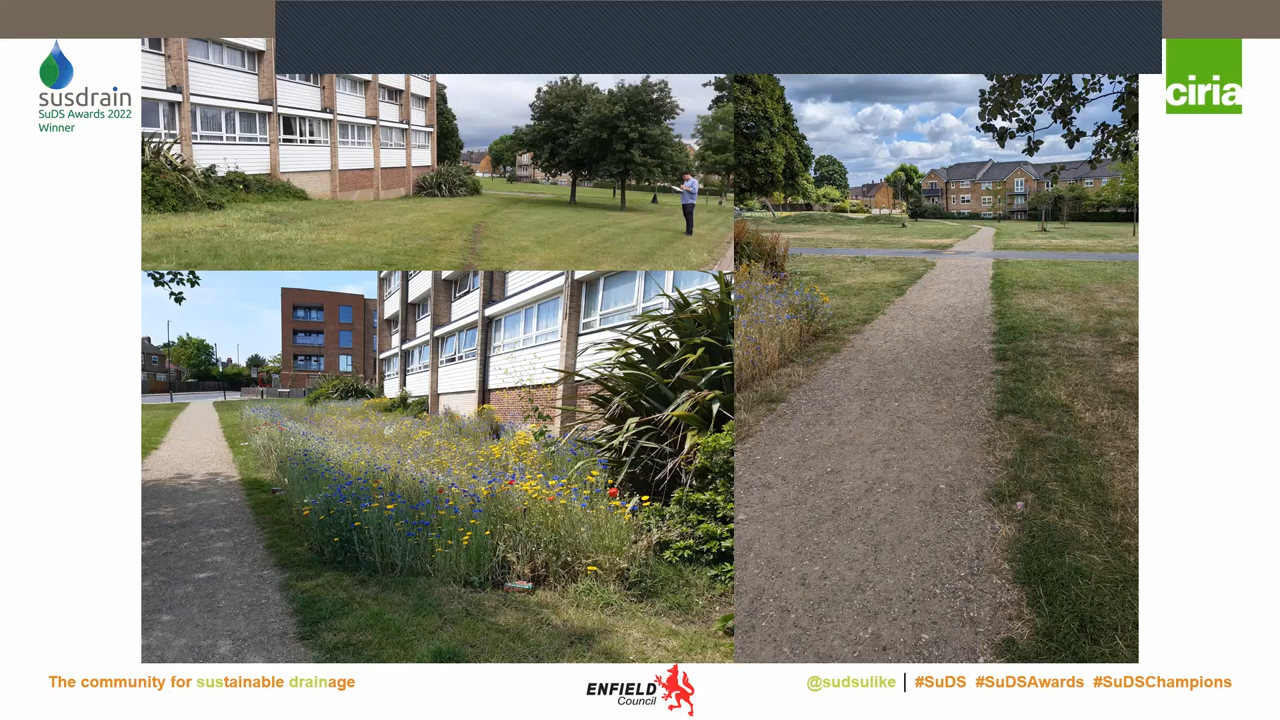 susdrain
SuDS Awards 2022
Winner
ciria
The community for sustainable drainage
ENFIELD
Council
@sudsulike | #SuDS #SuDSAwards #SuDSChampions